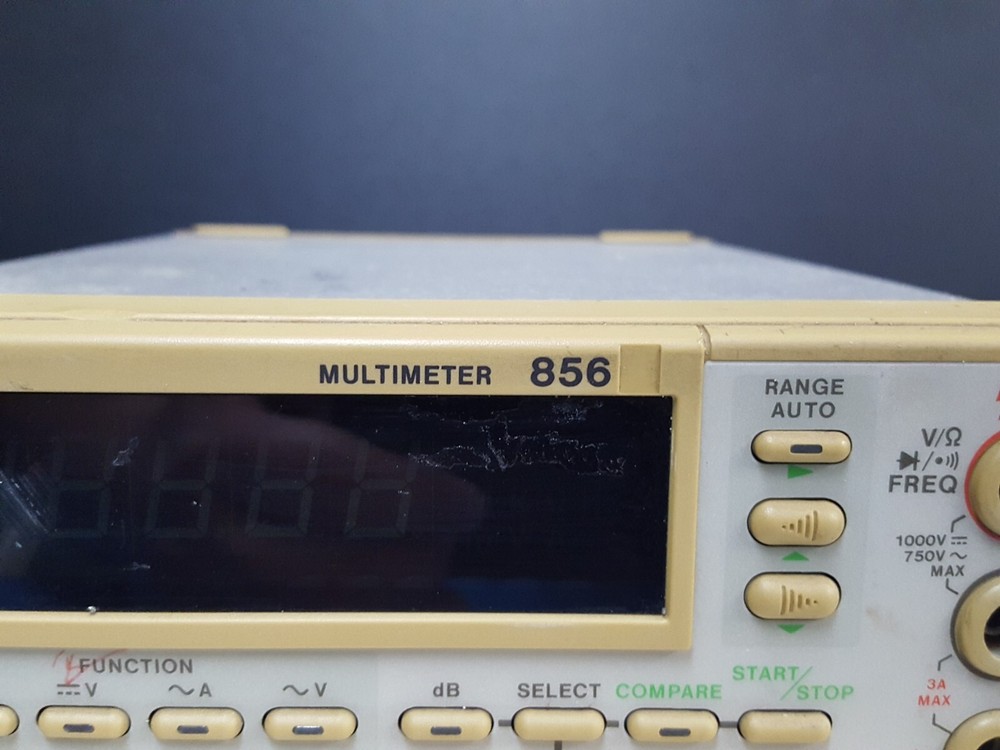 MULTIMETER 856
RANGE
AUTO
V/Ω
FREQ
1000V ⎓
750V ~
MAX
FUNCTION
⎓V ~A ~V dB SELECT COMPARE START/STOP
3A
MAX